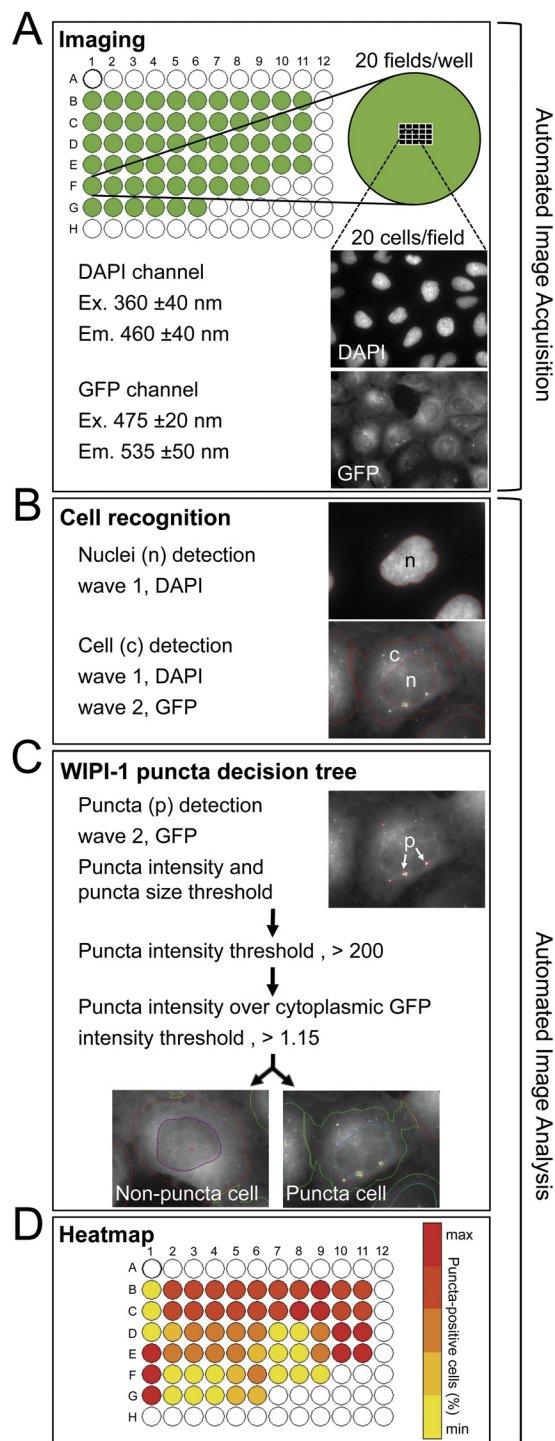 A
Imaging
1 2 3 4 5 6 7 8 9 10 11 12
A
B
C
D
E
F
G
H
20 fields/well
20 cells/field
DAPI channel
Ex. 360 ±40 nm
Em. 460 ±40 nm
DAPI
GFP channel
Ex. 475 ±20 nm
Em. 535 ±50 nm
GFP
Automated Image Acquisition
B
Cell recognition
Nuclei (n) detection
wave 1, DAPI
n
Cell (c) detection
wave 1, DAPI
wave 2, GFP
c
n
C
WIPI-1 puncta decision tree
Puncta (p) detection
wave 2, GFP
Puncta intensity and
puncta size threshold
p
Puncta intensity threshold , > 200
Puncta intensity over cytoplasmic GFP
intensity threshold , > 1.15
Non-puncta cell
Puncta cell
Automated Image Analysis
D
Heatmap
1 2 3 4 5 6 7 8 9 10 11 12
A
B
C
D
E
F
G
H
max
Puncta-positive cells (%)
min